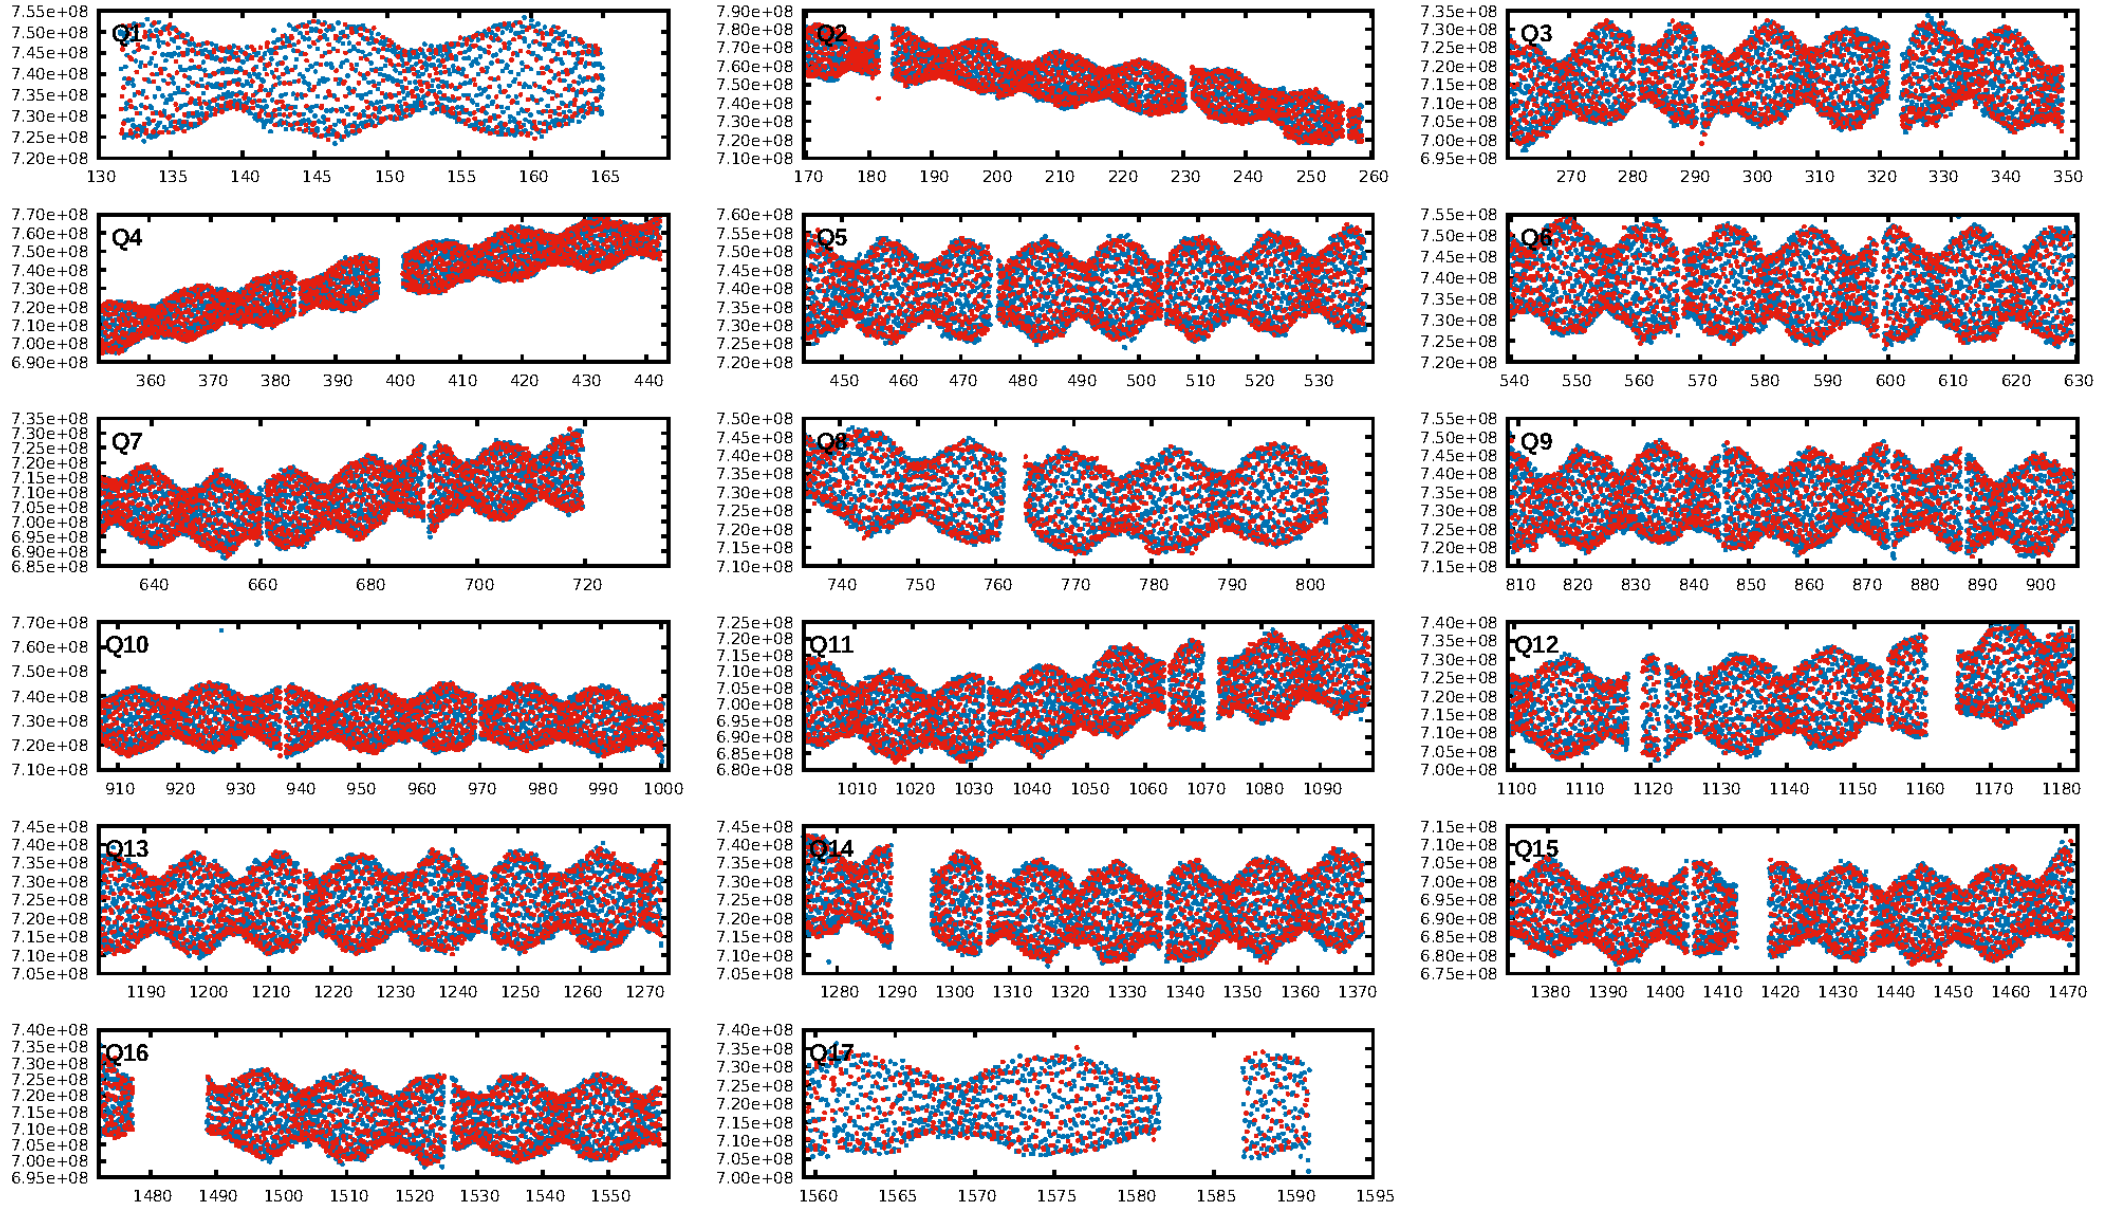 7.55e+08
7.50e+08
7.45e+08
7.40e+08
7.35e+08
7.30e+08
7.25e+08
7.20e+08
Q1
130 135 140 145 150 155 160 165
7.90e+08
7.80e+08
7.70e+08
7.60e+08
7.50e+08
7.40e+08
7.30e+08
7.20e+08
7.10e+08
Q2
170 180 190 200 210 220 230 240 250 260
7.35e+08
7.30e+08
7.25e+08
7.20e+08
7.15e+08
7.10e+08
7.05e+08
7.00e+08
6.95e+08
Q3
270 280 290 300 310 320 330 340 350
7.70e+08
7.60e+08
7.50e+08
7.40e+08
7.30e+08
7.20e+08
7.10e+08
7.00e+08
6.90e+08
Q4
360 370 380 390 400 410 420 430 440
7.60e+08
7.55e+08
7.50e+08
7.45e+08
7.40e+08
7.35e+08
7.30e+08
7.25e+08
7.20e+08
Q5
450 460 470 480 490 500 510 520 530
7.55e+08
7.50e+08
7.45e+08
7.40e+08
7.35e+08
7.30e+08
7.25e+08
7.20e+08
Q6
540 550 560 570 580 590 600 610 620 630
7.35e+08
7.30e+08
7.25e+08
7.20e+08
7.15e+08
7.10e+08
7.05e+08
7.00e+08
6.95e+08
6.90e+08
6.85e+08
Q7
640 660 680 700 720
7.50e+08
7.45e+08
7.40e+08
7.35e+08
7.30e+08
7.25e+08
7.20e+08
7.15e+08
7.10e+08
Q8
740 750 760 770 780 790 800
7.55e+08
7.50e+08
7.45e+08
7.40e+08
7.35e+08
7.30e+08
7.25e+08
7.20e+08
7.15e+08
Q9
810 820 830 840 850 860 870 880 890 900
7.70e+08
7.60e+08
7.50e+08
7.40e+08
7.30e+08
7.20e+08
7.10e+08
Q10
910 920 930 940 950 960 970 980 990 1000
7.25e+08
7.20e+08
7.15e+08
7.10e+08
7.05e+08
7.00e+08
6.95e+08
6.90e+08
6.85e+08
6.80e+08
Q11
1010 1020 1030 1040 1050 1060 1070 1080 1090
7.40e+08
7.35e+08
7.30e+08
7.25e+08
7.20e+08
7.15e+08
7.10e+08
7.05e+08
7.00e+08
Q12
1100 1110 1120 1130 1140 1150 1160 1170 1180
7.45e+08
7.40e+08
7.35e+08
7.30e+08
7.25e+08
7.20e+08
7.15e+08
7.10e+08
7.05e+08
Q13
1190 1200 1210 1220 1230 1240 1250 1260 1270
7.45e+08
7.40e+08
7.35e+08
7.30e+08
7.25e+08
7.20e+08
7.15e+08
7.10e+08
7.05e+08
Q14
1280 1290 1300 1310 1320 1330 1340 1350 1360 1370
7.15e+08
7.10e+08
7.05e+08
7.00e+08
6.95e+08
6.90e+08
6.85e+08
6.80e+08
6.75e+08
Q15
1380 1390 1400 1410 1420 1430 1440 1450 1460 1470
7.40e+08
7.35e+08
7.30e+08
7.25e+08
7.20e+08
7.15e+08
7.10e+08
7.05e+08
7.00e+08
6.95e+08
Q16
1480 1490 1500 1510 1520 1530 1540 1550
7.40e+08
7.35e+08
7.30e+08
7.25e+08
7.20e+08
7.15e+08
7.10e+08
7.05e+08
7.00e+08
Q17
1560 1565 1570 1575 1580 1585 1590 1595